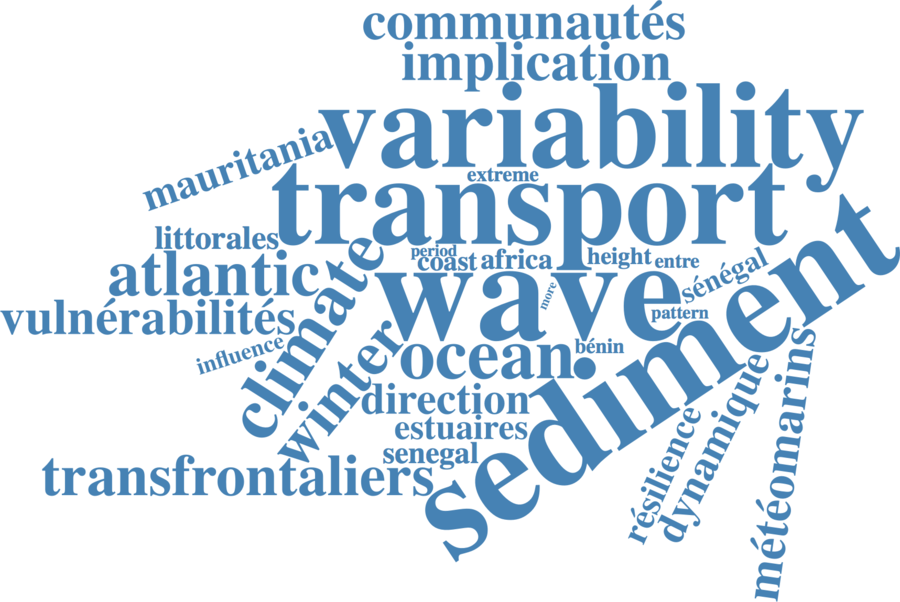 communautés
implication
variability
mauritania
extreme
transport
littorales
period
coast
africa
height
entre
sénégal
atlantic
climate
wave
more
pattern
sediment
vulnérabilités
influence
winter
ocean
bénin
direction
estuaires
senegal
transfrontaliers
résilience
dynamique
météomarins